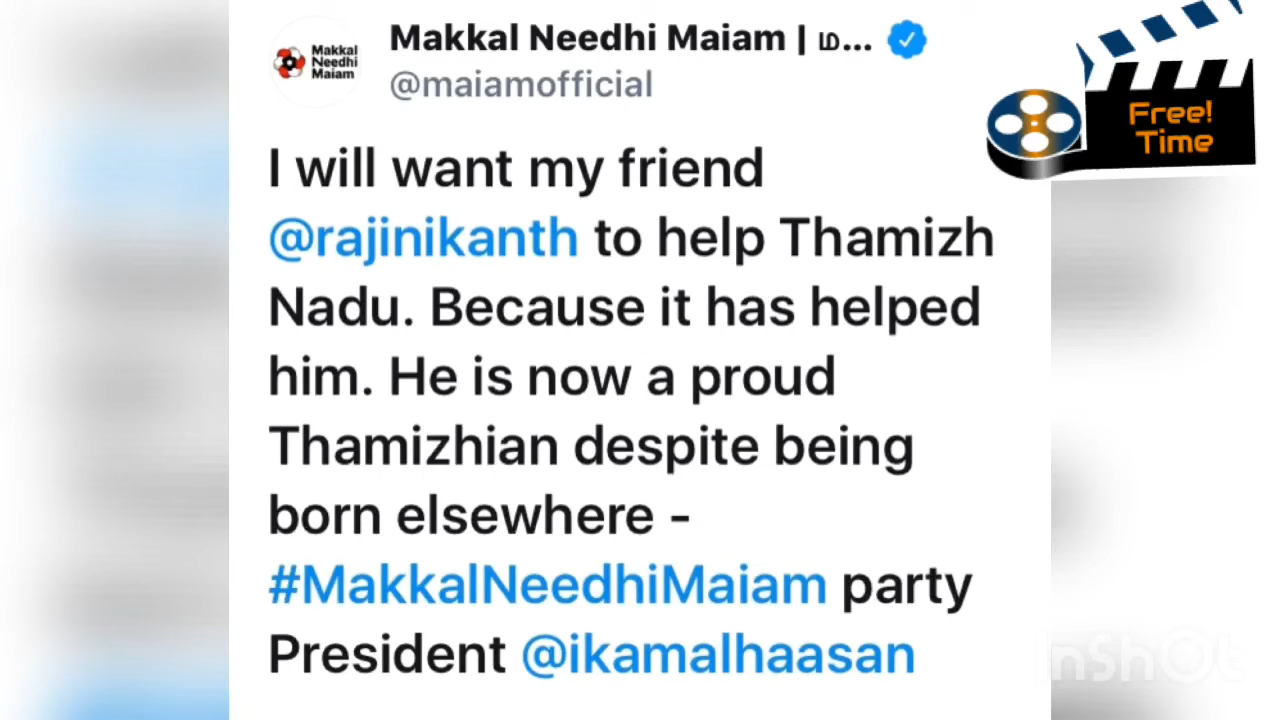 Makkal
Needhi
Maiam
Makkal Needhi Maiam | ம...
@maiamofficial
Free!
Time
I will want my friend
@rajinikanth to help Thamizh
Nadu. Because it has helped
him. He is now a proud
Thamizhian despite being
born elsewhere -
#MakkalNeedhiMaiam party
President @ikamalhaasan
InShOt